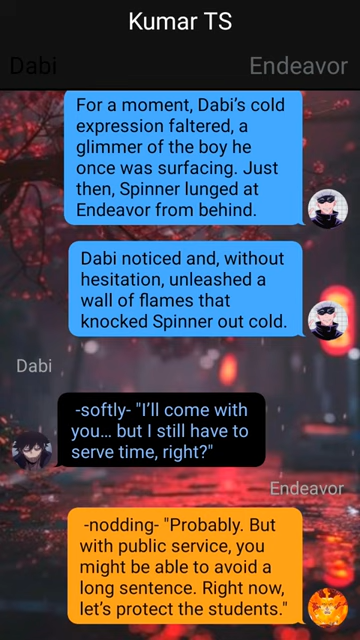 Kumar TS
Dabi
Endeavor
For a moment, Dabi’s cold
expression faltered, a
glimmer of the boy he
once was surfacing. Just
then, Spinner lunged at
Endeavor from behind.
Dabi noticed and, without
hesitation, unleashed a
wall of flames that
knocked Spinner out cold.
Dabi
-softly- "I’ll come with
you… but I still have to
serve time, right?"
Endeavor
-nodding- "Probably. But
with public service, you
might be able to avoid a
long sentence. Right now,
let’s protect the students."